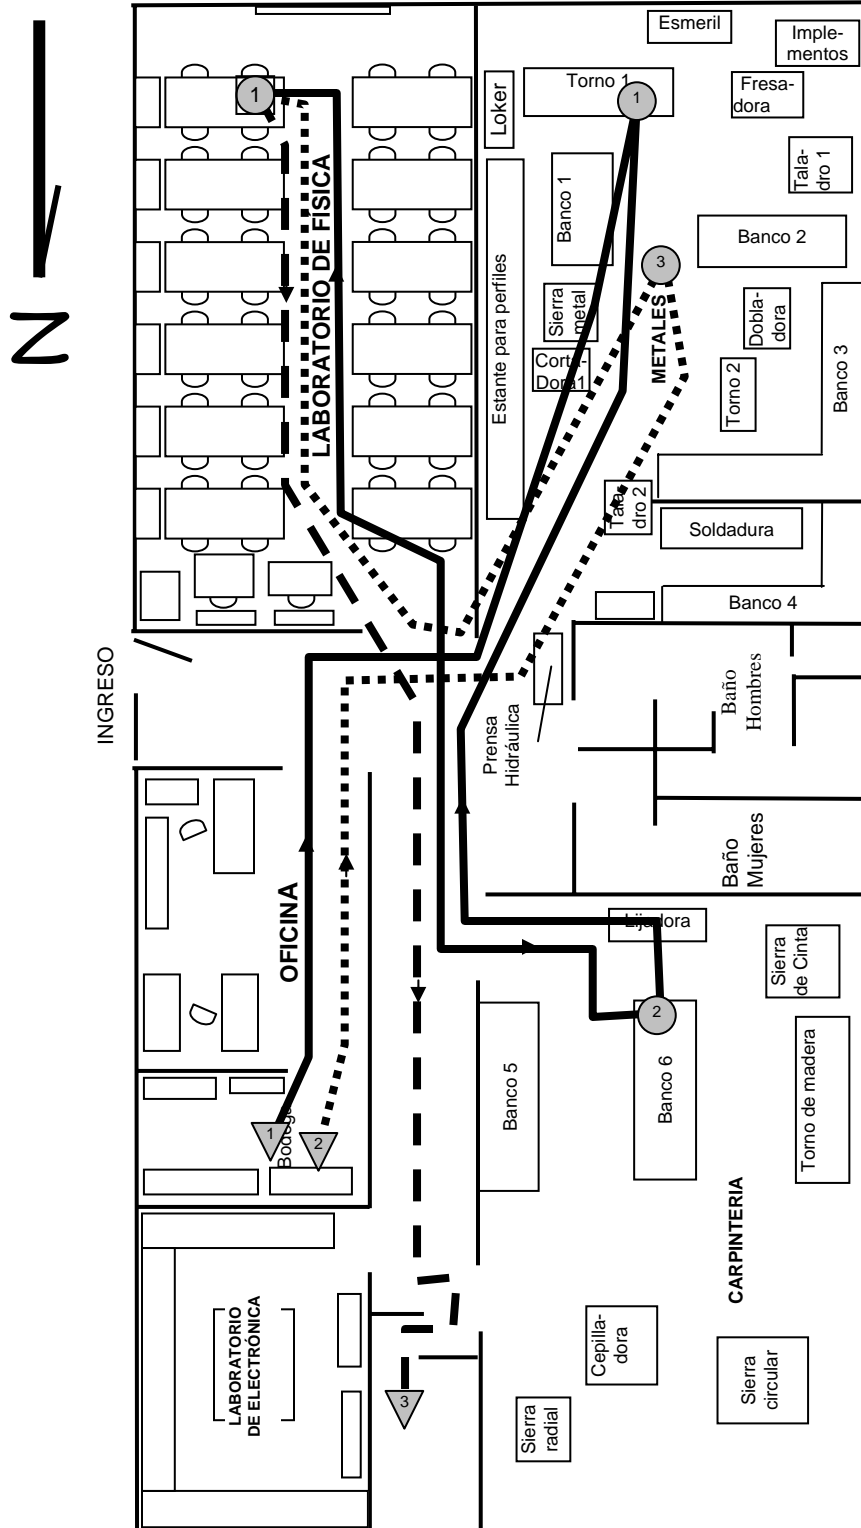 Esmeril
Imple-
mentos
Torno 1
Fresa-
dora
Loker
1
1
Tala-
dro 1
LABORATORIO DE FISICA
Banco 1
Banco 2
3
Sierra
metal
METALES
Dobla-
dora
N
Estante para perfiles
Corta-
Dora1
Torno 2
Banco 3
Tala-
dro 2
Soldadura
Banco 4
INGRESO
Prensa
Hidráulica
Baño
Hombres
Baño
Mujeres
OFICINA
Lijadora
Sierra
de Cinta
2
Banco 5
Banco 6
Torno de madera
1
2
Bodega
CARPINTERIA
LABORATORIO
DE ELECTRÓNICA
Cepilla-
dora
Sierra
circular
3
Sierra
radial